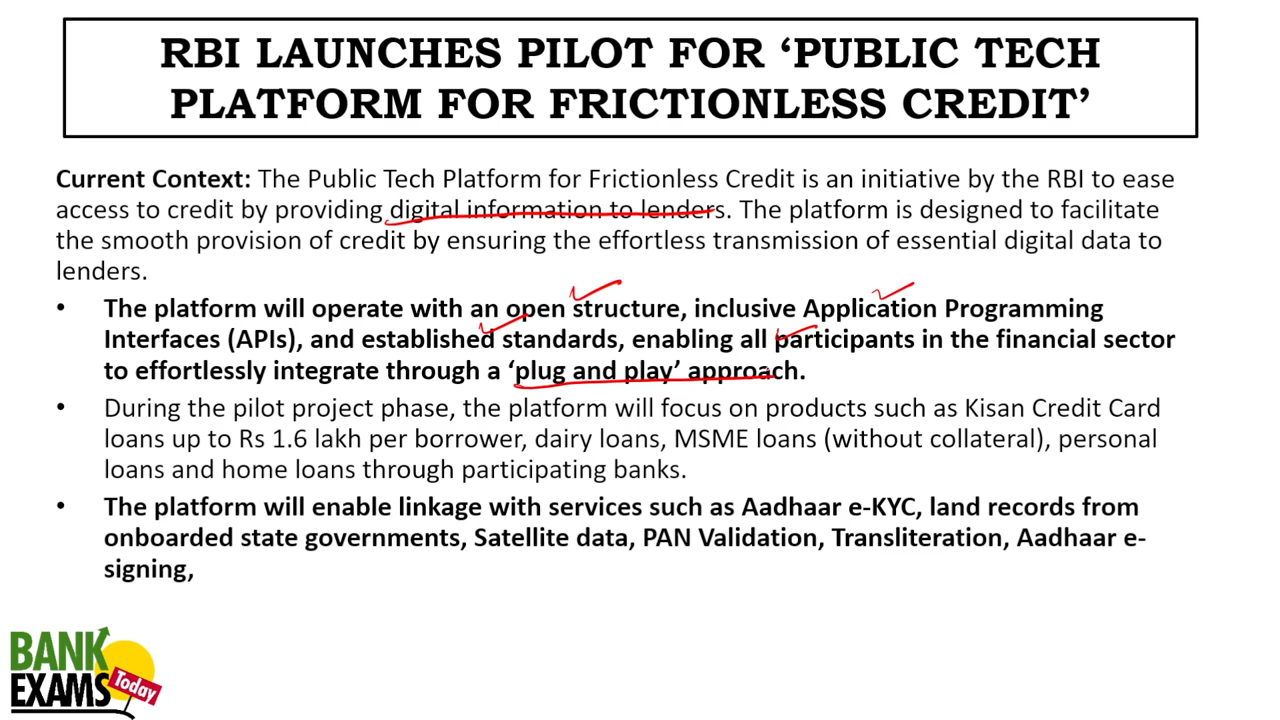 RBI LAUNCHES PILOT FOR ‘PUBLIC TECH
PLATFORM FOR FRICTIONLESS CREDIT’
Current Context: The Public Tech Platform for Frictionless Credit is an initiative by the RBI to ease
access to credit by providing digital information to lenders. The platform is designed to facilitate
the smooth provision of credit by ensuring the effortless transmission of essential digital data to
lenders.
• The platform will operate with an open structure, inclusive Application Programming
Interfaces (APIs), and established standards, enabling all participants in the financial sector
to effortlessly integrate through a ‘plug and play’ approach.
• During the pilot project phase, the platform will focus on products such as Kisan Credit Card
loans up to Rs 1.6 lakh per borrower, dairy loans, MSME loans (without collateral), personal
loans and home loans through participating banks.
• The platform will enable linkage with services such as Aadhaar e-KYC, land records from
onboarded state governments, Satellite data, PAN Validation, Transliteration, Aadhaar e-
signing,
BANK
EXAMS
Today